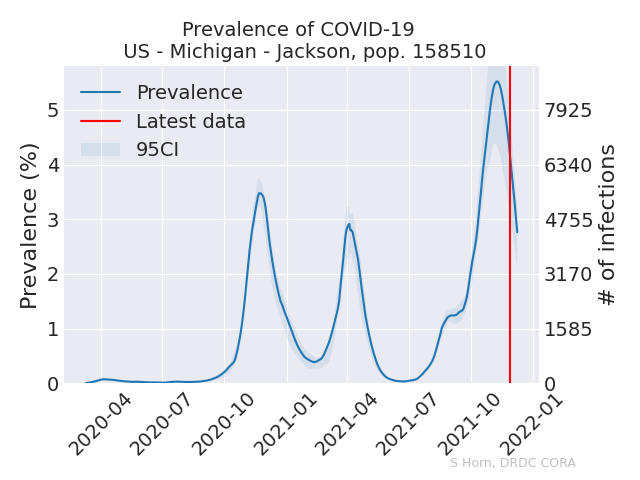 Prevalence of COVID-19
US - Michigan - Jackson, pop. 158510
Prevalence
Latest data
95CI
Prevalence (%)
5
4
3
2
1
0
7925
6340
4755
3170
1585
0
# of infections
2020-04
2020-07
2020-10
2021-01
2021-04
2021-07
2021-10
2022-01
S Horn, DRDC CORA